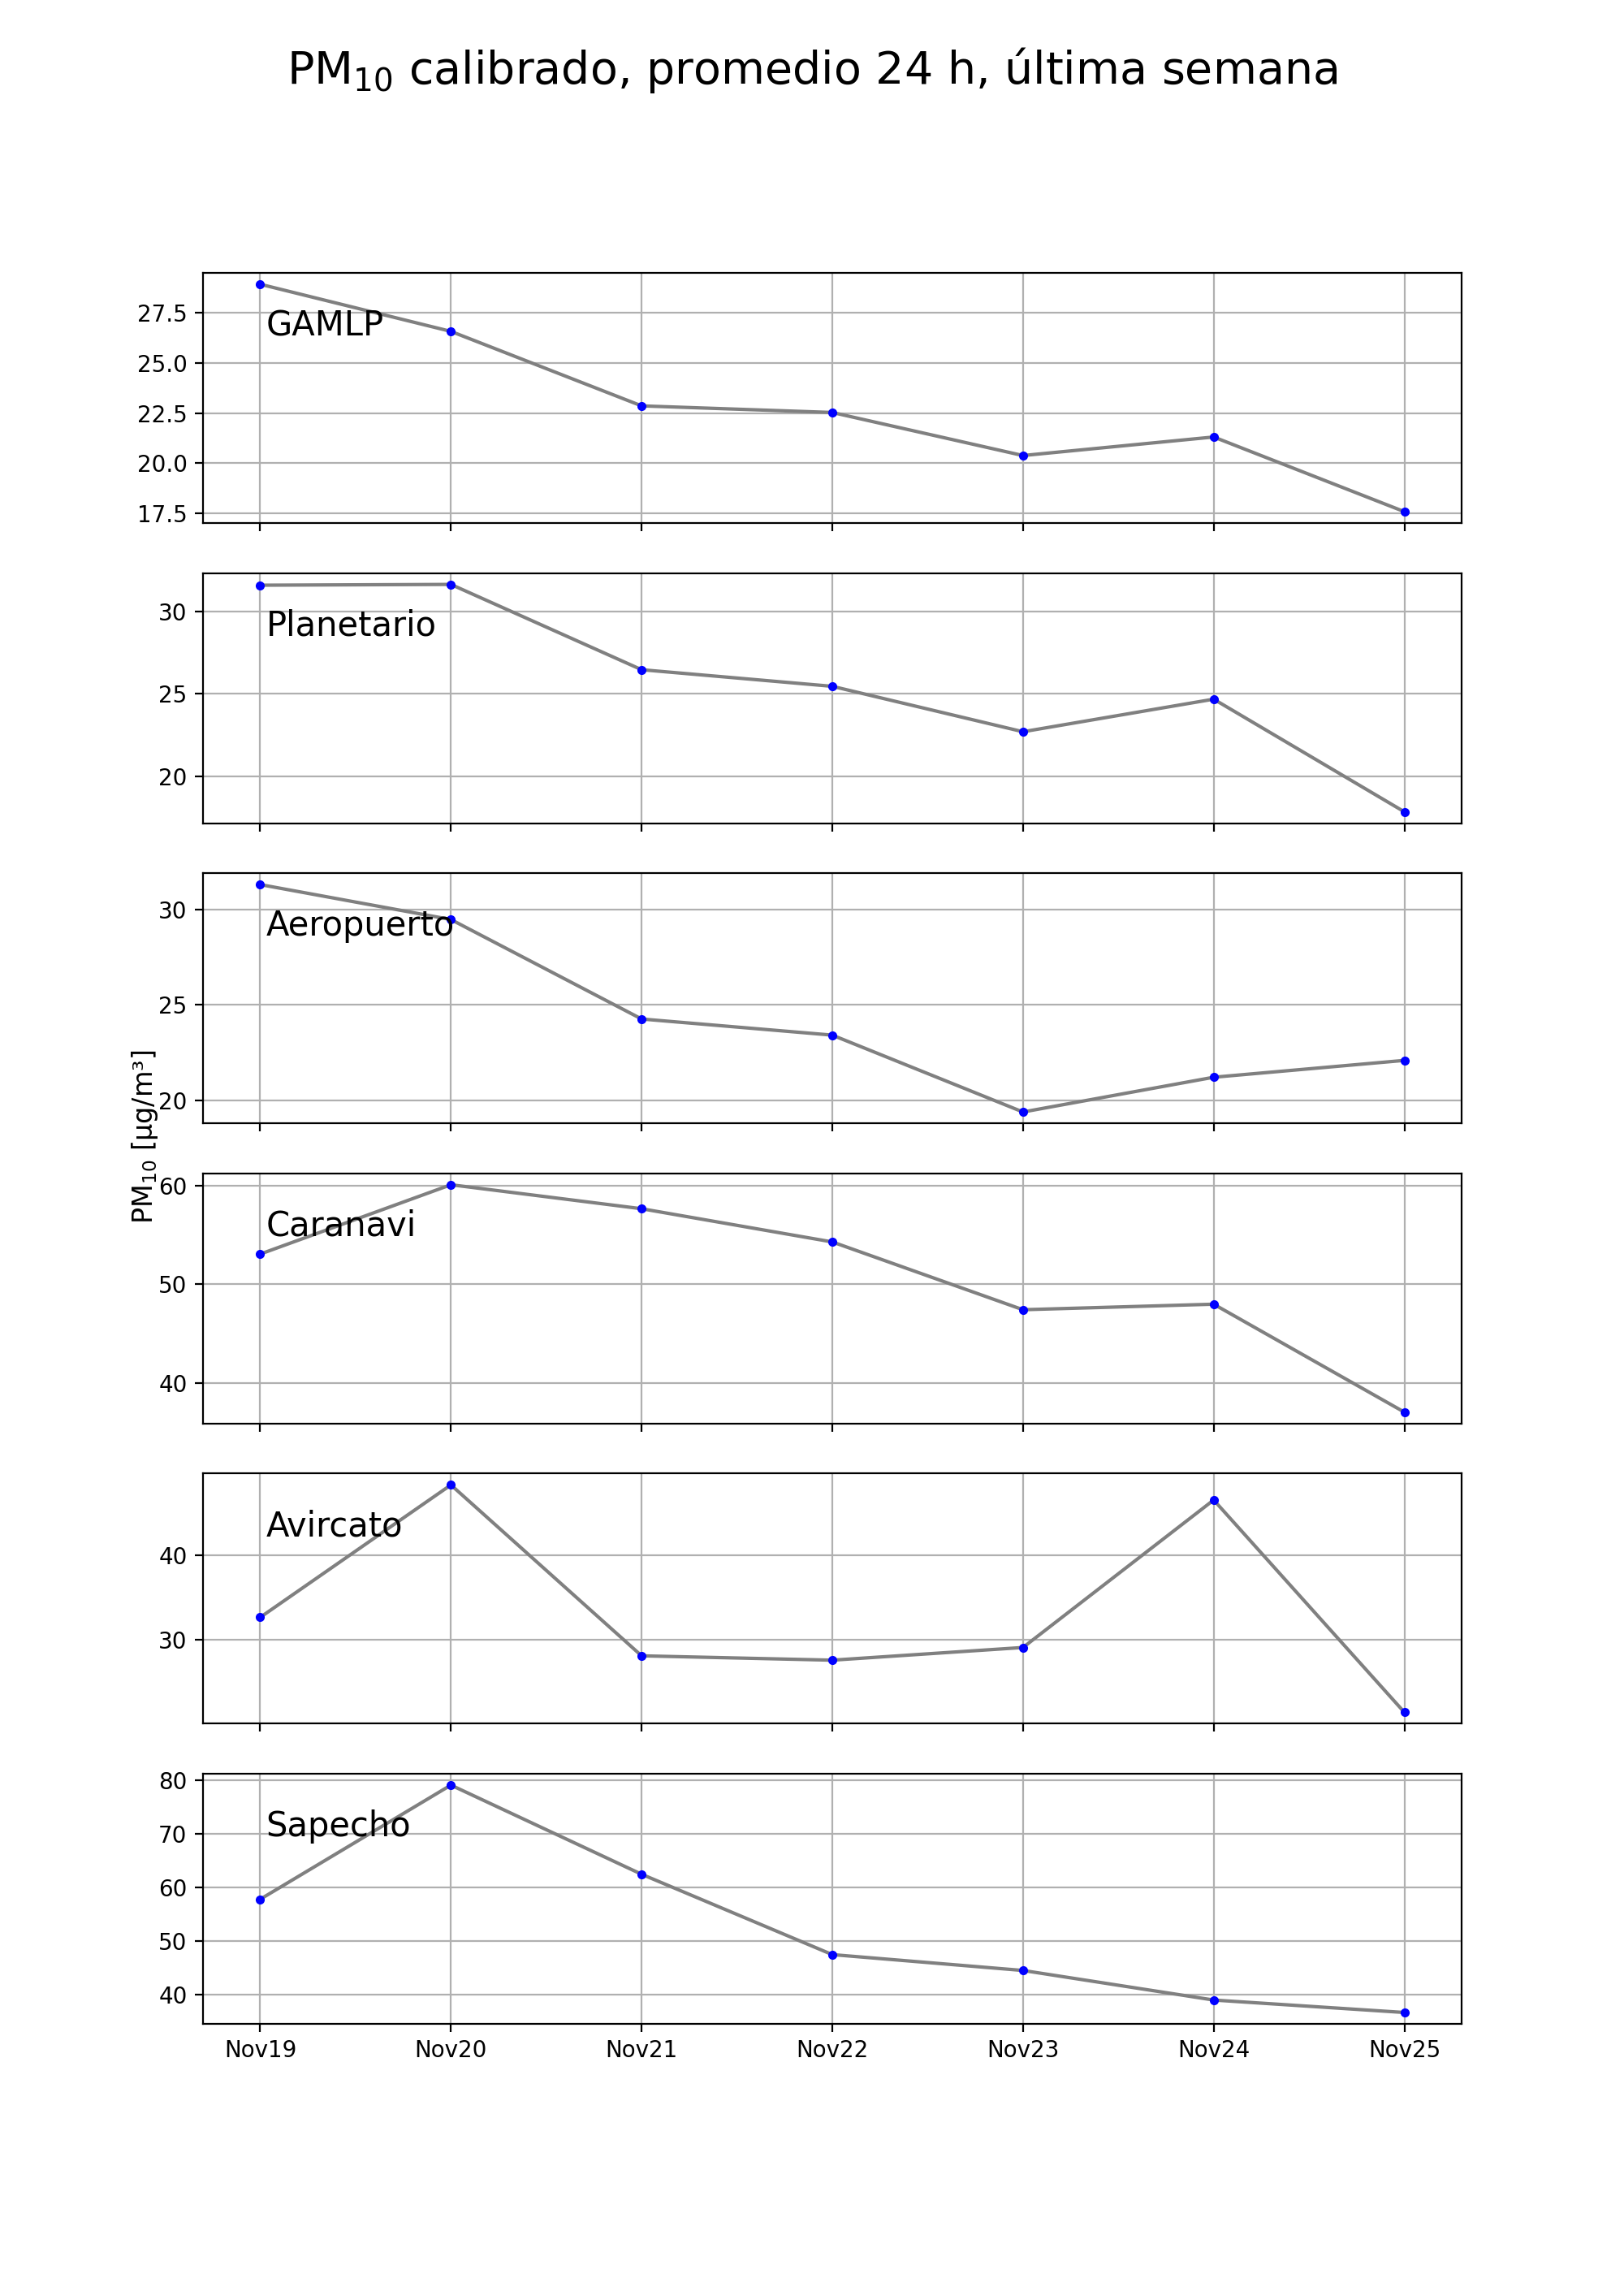 PM₁₀ calibrado, promedio 24 h, última semana
GAMLP
27.5
25.0
22.5
20.0
17.5
Planetario
30
25
20
Aeropuerto
30
25
20
PM₁₀ [µg/m³]
Caranavi
60
50
40
Avircato
40
30
Sapecho
80
70
60
50
40
Nov19 Nov20 Nov21 Nov22 Nov23 Nov24 Nov25